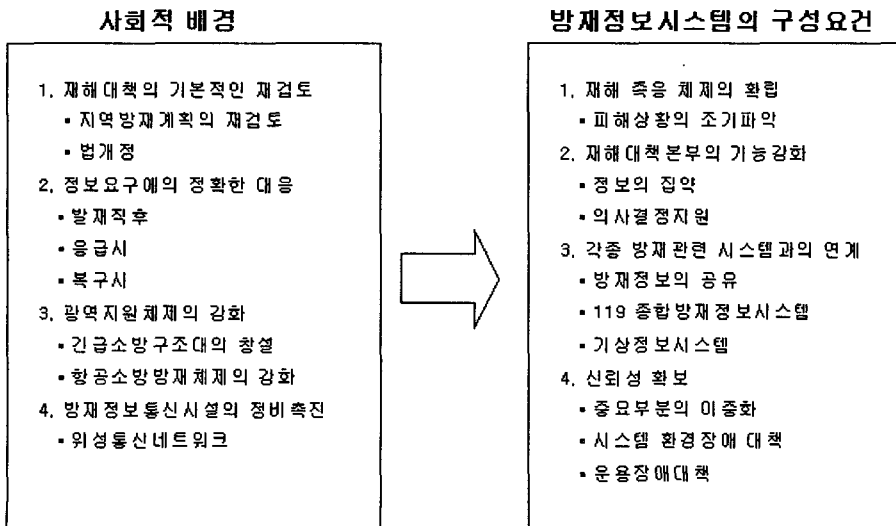 사회적 배경
1. 재해대책의 기본적인 재검토
▪ 지역방재계획의 재검토
▪ 법개정
2. 정보요구에의 정확한 대응
▪ 발재직후
▪ 응급시
▪ 복구시
3. 광역지원체제의 강화
▪ 긴급소방구조대의 창설
▪ 항공소방방재체제의 강화
4. 방재정보통신시설의 정비촉진
▪ 위성통신네트워크
방재정보시스템의 구성요건
1. 재해 즉응 체제의 확립
▪ 피해상황의 조기파악
2. 재해대책본부의 기능강화
▪ 정보의 집약
▪ 의사결정지원
3. 각종 방재관련 시스템과의 연계
▪ 방재정보의 공유
▪ 119 종합방재정보시스템
▪ 기상정보시스템
4. 신뢰성 확보
▪ 중요부분의 이중화
▪ 시스템 환경장애 대책
▪ 운용장애대책